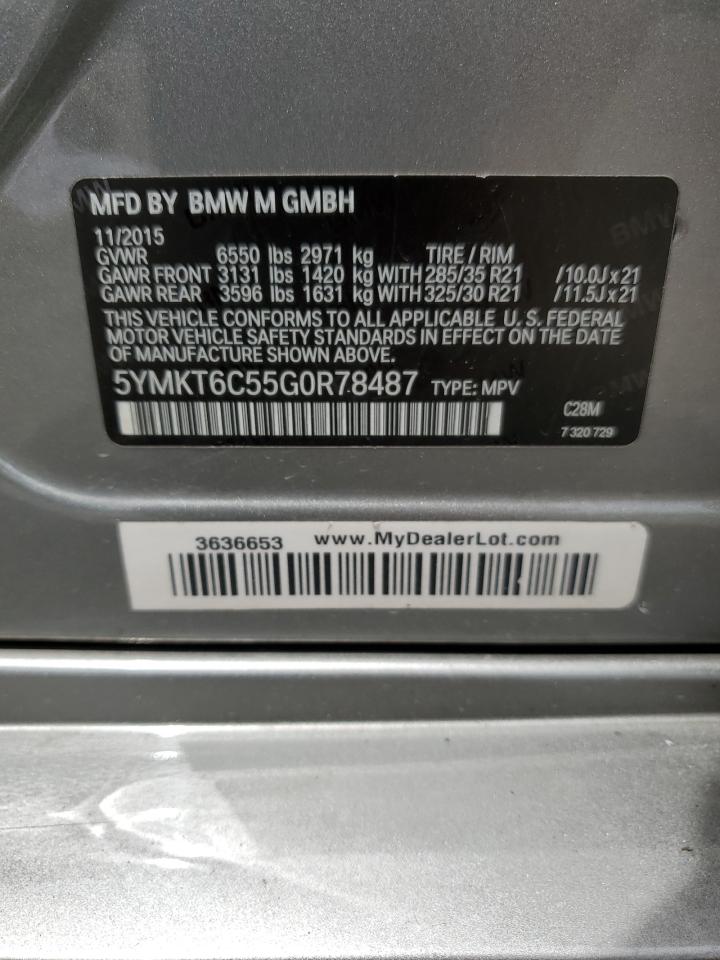 MFD BY BMW M GMBH
11/2015
GVWR 6550 lbs 2971 kg TIRE / RIM
GAWR FRONT 3131 lbs 1420 kg WITH 285/35 R21 /10.0J x 21
GAWR REAR 3596 lbs 1631 kg WITH 325/30 R21 /11.5J x 21
THIS VEHICLE CONFORMS TO ALL APPLICABLE U. S. FEDERAL
MOTOR VEHICLE SAFETY STANDARDS IN EFFECT ON THE DATE
OF MANUFACTURE SHOWN ABOVE.
5YMKT6C55G0R78487 TYPE: MPV
C28M
7 320 729
3636653 www.MyDealerLot.com